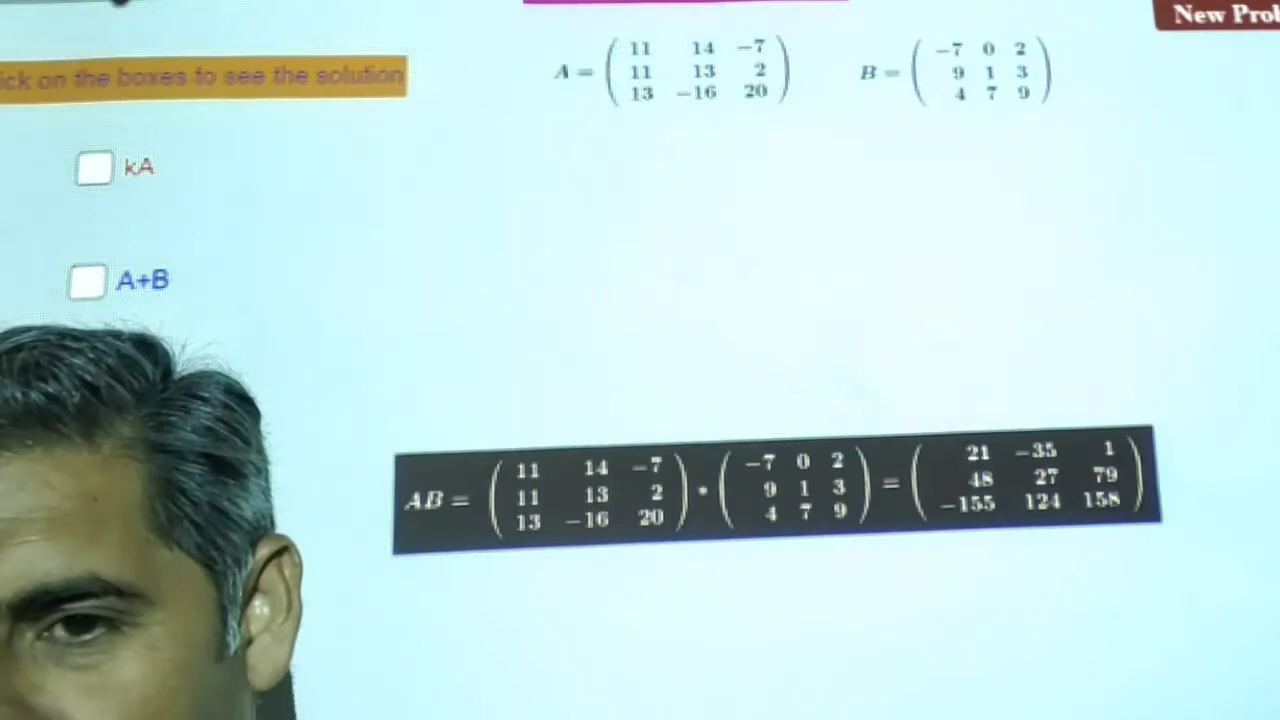 New Prob
ick on the boxes to see the solution
A = ( 11 14 −7
11 13 2
13 −16 20 )
B = ( −7 0 2
9 1 3
4 7 9 )
kA
A+B
AB = ( 11 14 −7
11 13 2
13 −16 20 ) • ( −7 0 2
9 1 3
4 7 9 ) = ( 21 −35 1
48 27 79
−155 124 158 )